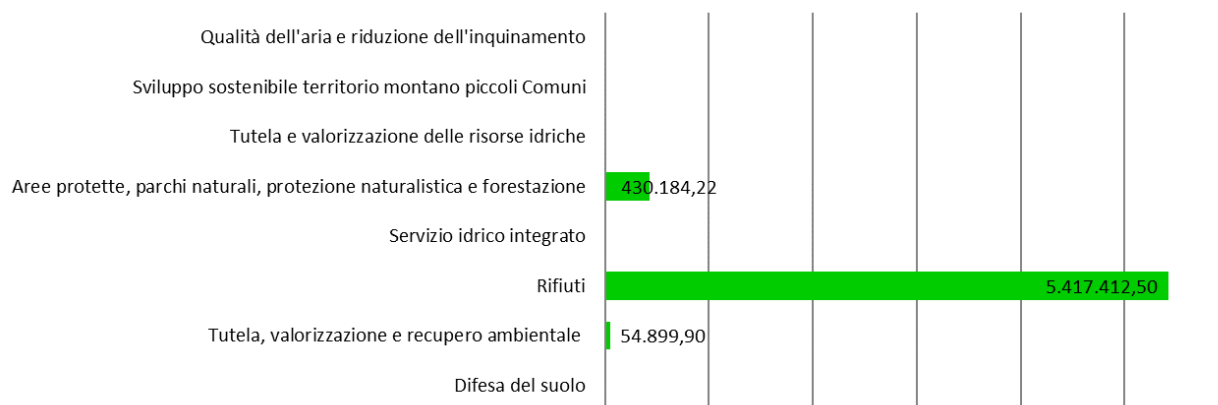 Qualità dell'aria e riduzione dell'inquinamento
Sviluppo sostenibile territorio montano piccoli Comuni
Tutela e valorizzazione delle risorse idriche
Aree protette, parchi naturali, protezione naturalistica e forestazione 430.184,22
Servizio idrico integrato
Rifiuti 5.417.412,50
Tutela, valorizzazione e recupero ambientale 54.899,90
Difesa del suolo